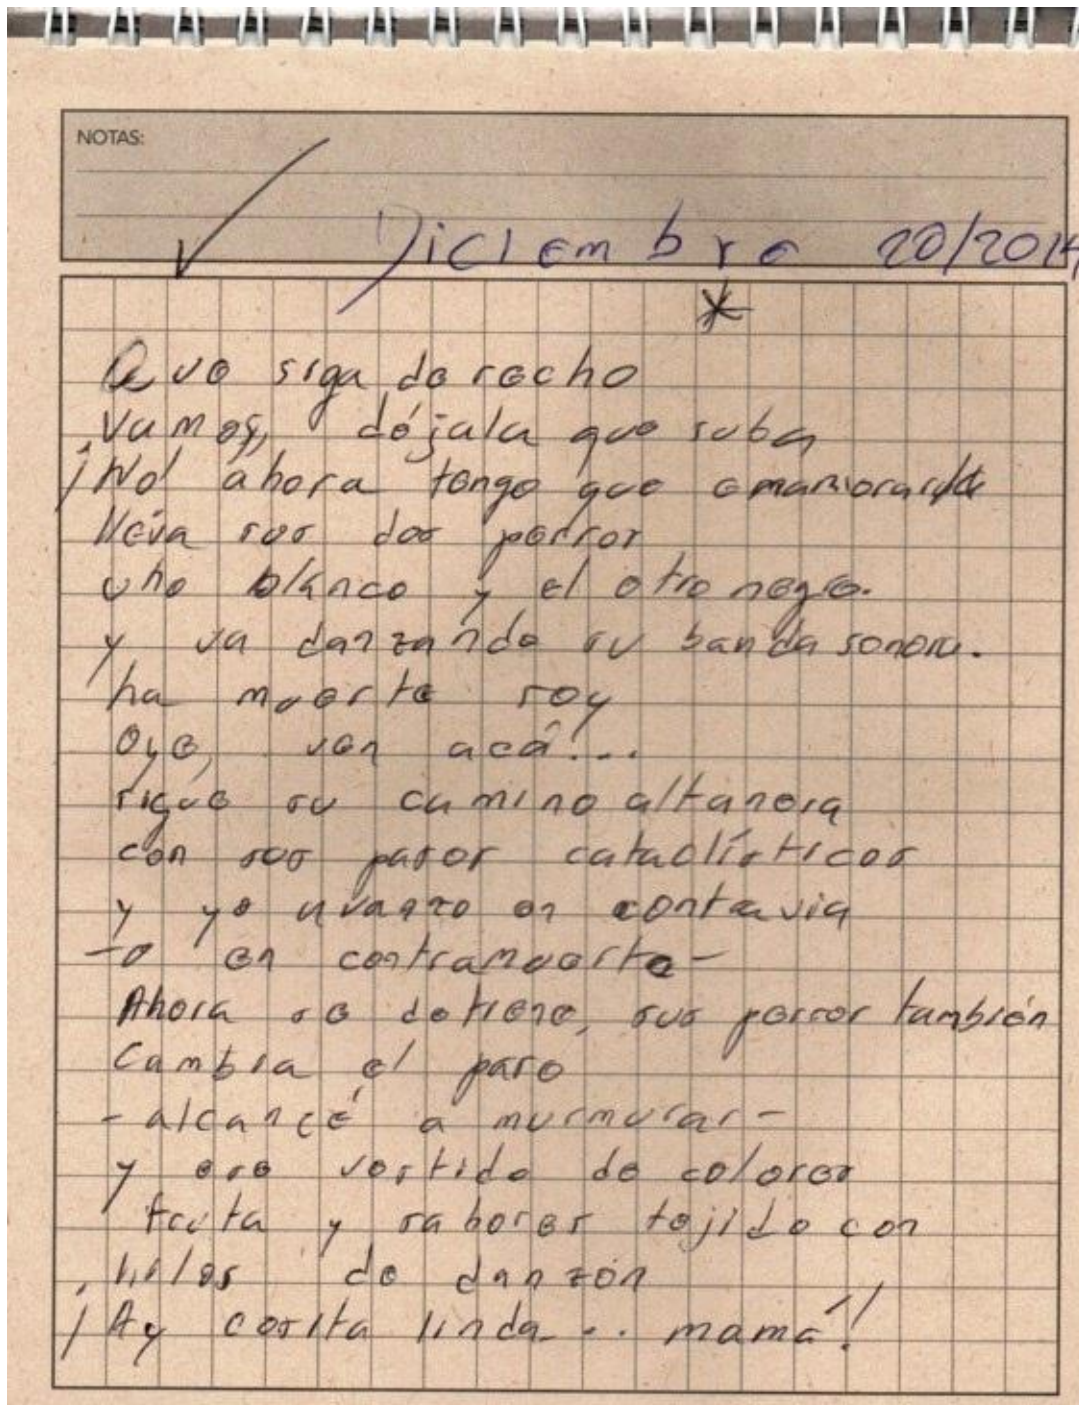 NOTAS:
Diciembre 20/2014
*
Que siga derecho
Vamos, déjala que suba
¡No! ahora tengo que enamorarla
lleva sus dos perros
uno blanco y el otro negro.
y va danzando su banda sonora.
La muerte soy
Oye, ven acá!...
sigue su camino altanera
con sus pasos cataclísticos
y yo avanzo en contravia
-o en contramuerte-
Ahora se detiene, sus perros también
Cambia el paso
-alcancé a murmurar-
y ese vestido de colores
fruta y sabores tejido con
hilos de danzón
¡Ay cosita linda... mamá!